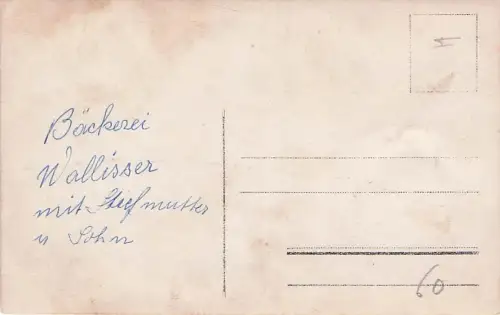 Bäckerei
Wallisser
mit Stiefmutter
u Sohn
60